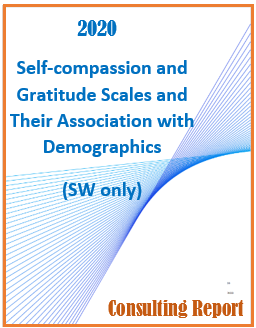 2020
Self-compassion and
Gratitude Scales and
Their Association with
Demographics
(SW only)
Consulting Report